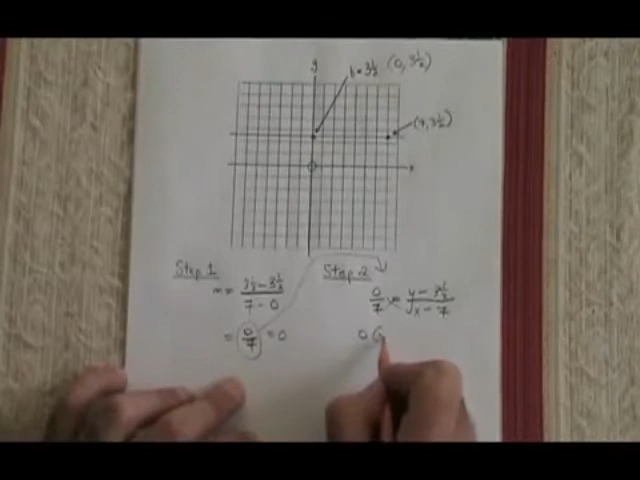 y
b = 3½ (0, 3½)
(7, 3½)
x
Step 1
m = 3½ - 3½ / 7 - 0
= 0/7 = 0
Step 2
0/7 = y - 3½ / x - 7
0 (